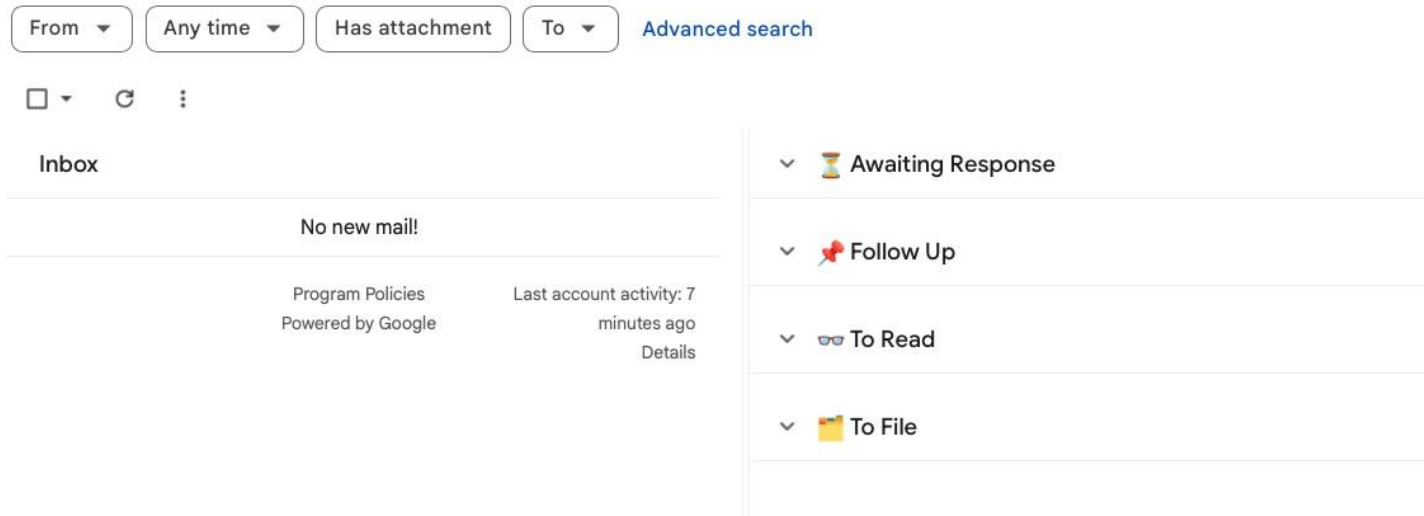 From
Any time
Has attachment
To
Advanced search
Inbox
No new mail!
Program Policies
Powered by Google
Last account activity: 7
minutes ago
Details
Awaiting Response
Follow Up
To Read
To File